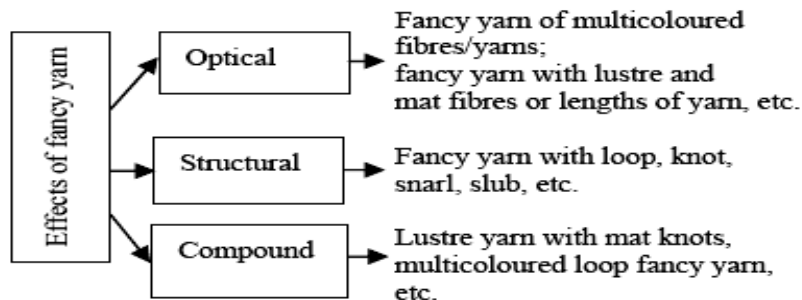 Effects of fancy yarn
Optical
Fancy yarn of multicoloured
fibres/yarns;
fancy yarn with lustre and
mat fibres or lengths of yarn, etc.
Structural
Fancy yarn with loop, knot,
snarl, slub, etc.
Compound
Lustre yarn with mat knots,
multicoloured loop fancy yarn,
etc.